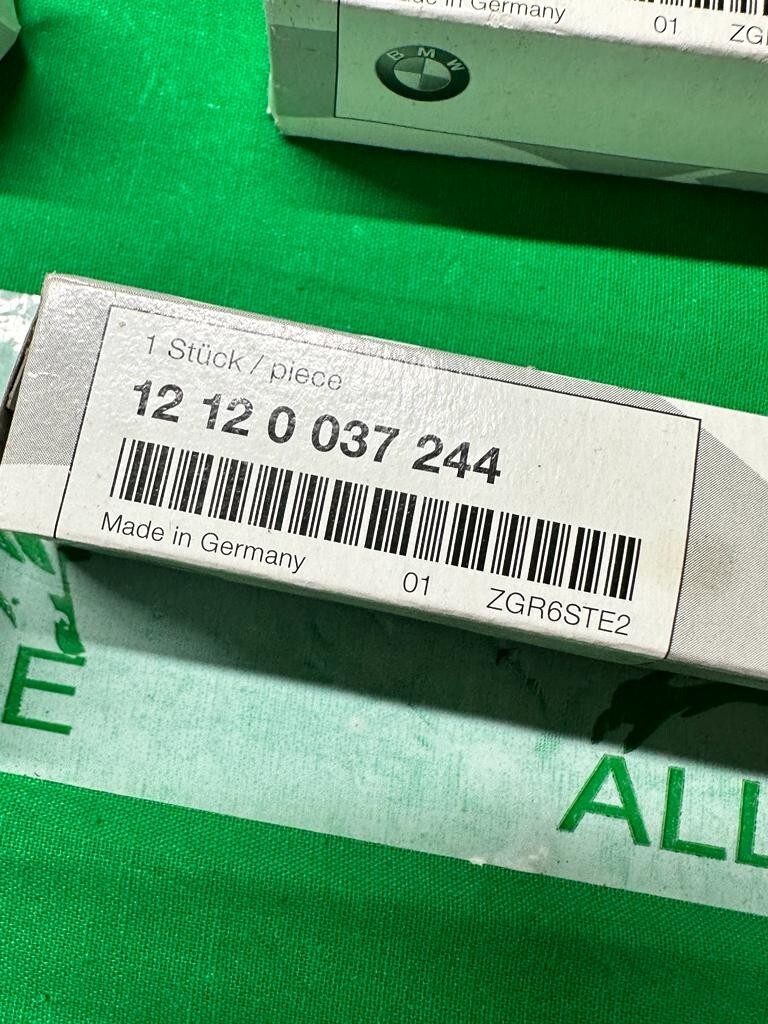 Made in Germany
01
BMW
1 Stück / piece
12 12 0 037 244
Made in Germany 01 ZGR6STE2
E
ALL